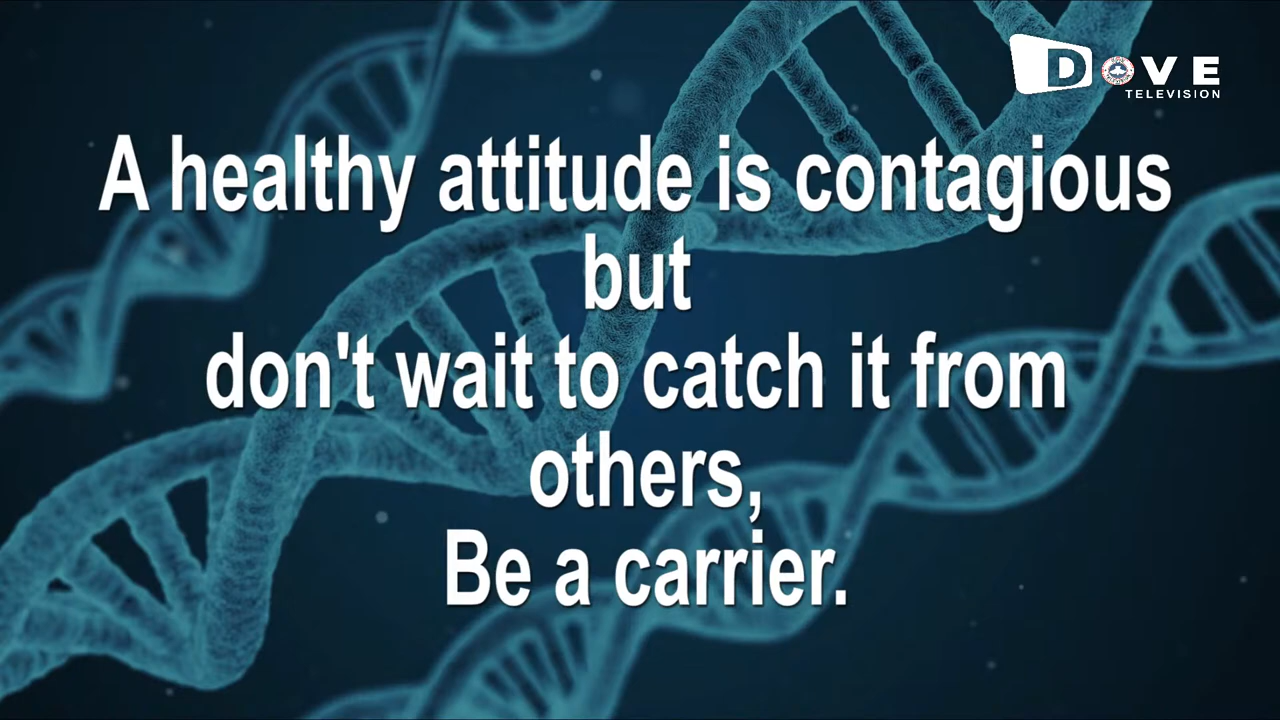 DOVE
TELEVISION
A healthy attitude is contagious
but
don't wait to catch it from
others,
Be a carrier.